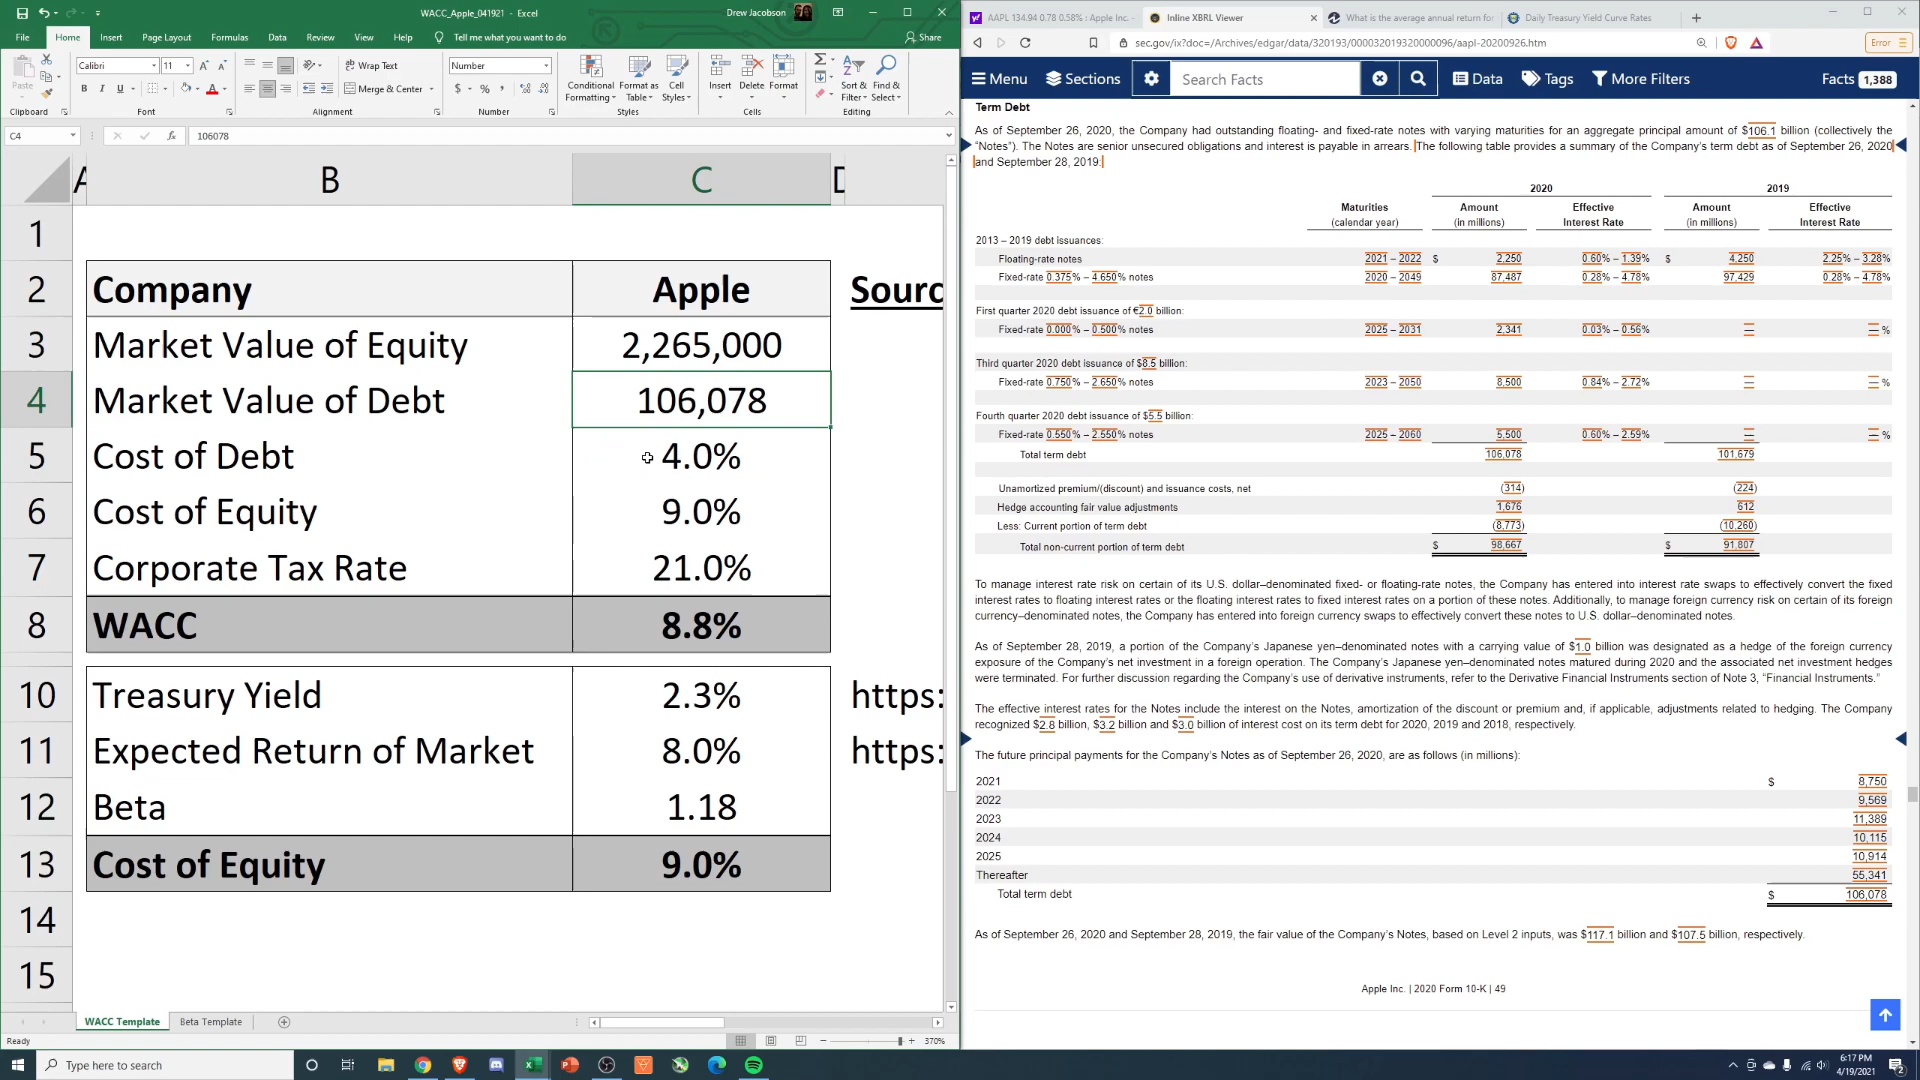 WACC_Apple_041921 - Excel
Drew Jacobson
File Home Insert Page Layout Formulas Data Review View Help Tell me what you want to do Share
Paste
Calibri 11
B I U
Wrap Text
Merge & Center
Number
$ % ,
Conditional Formatting
Format as Table
Cell Styles
Insert Delete Format
Sort & Filter
Find & Select
Clipboard Font Alignment Number Styles Cells Editing
C4 fx 106078
A B C D
1
2 Company Apple Sourc
3 Market Value of Equity 2,265,000
4 Market Value of Debt 106,078
5 Cost of Debt 4.0%
6 Cost of Equity 9.0%
7 Corporate Tax Rate 21.0%
8 WACC 8.8%
10 Treasury Yield 2.3% https:
11 Expected Return of Market 8.0% https:
12 Beta 1.18
13 Cost of Equity 9.0%
14
15
WACC Template Beta Template
Ready 370%
Type here to search
AAPL 134.94 0.78 0.58% : Apple Inc. -
Inline XBRL Viewer
What is the average annual return for
Daily Treasury Yield Curve Rates
sec.gov/ix?doc=/Archives/edgar/data/320193/000032019320000096/aapl-20200926.htm
Error
Menu Sections Search Facts Data Tags More Filters Facts 1,388
Term Debt
As of September 26, 2020, the Company had outstanding floating- and fixed-rate notes with varying maturities for an aggregate principal amount of $106.1 billion (collectively the
“Notes”). The Notes are senior unsecured obligations and interest is payable in arrears. The following table provides a summary of the Company’s term debt as of September 26, 2020
and September 28, 2019:
2020 2019
Maturities Amount Effective Amount Effective
(calendar year) (in millions) Interest Rate (in millions) Interest Rate
2013 – 2019 debt issuances:
Floating-rate notes 2021 – 2022 $ 2,250 0.60% – 1.39% $ 4,250 2.25% – 3.28%
Fixed-rate 0.375% – 4.650% notes 2020 – 2049 87,487 0.28% – 4.78% 97,429 0.28% – 4.78%
First quarter 2020 debt issuance of €2.0 billion:
Fixed-rate 0.000% – 0.500% notes 2025 – 2031 2,341 0.03% – 0.56% — — %
Third quarter 2020 debt issuance of $8.5 billion:
Fixed-rate 0.750% – 2.650% notes 2023 – 2050 8,500 0.84% – 2.72% — — %
Fourth quarter 2020 debt issuance of $5.5 billion:
Fixed-rate 0.550% – 2.550% notes 2025 – 2060 5,500 0.60% – 2.59% — — %
Total term debt 106,078 101,679
Unamortized premium/(discount) and issuance costs, net (314) (224)
Hedge accounting fair value adjustments 1,676 612
Less: Current portion of term debt (8,773) (10,260)
Total non-current portion of term debt $ 98,667 $ 91,807
To manage interest rate risk on certain of its U.S. dollar–denominated fixed- or floating-rate notes, the Company has entered into interest rate swaps to effectively convert the fixed
interest rates to floating interest rates or the floating interest rates to fixed interest rates on a portion of these notes. Additionally, to manage foreign currency risk on certain of its foreign
currency–denominated notes, the Company has entered into foreign currency swaps to effectively convert these notes to U.S. dollar–denominated notes.
As of September 28, 2019, a portion of the Company’s Japanese yen–denominated notes with a carrying value of $1.0 billion was designated as a hedge of the foreign currency
exposure of the Company’s net investment in a foreign operation. The Company’s Japanese yen–denominated notes matured during 2020 and the associated net investment hedges
were terminated. For further discussion regarding the Company’s use of derivative instruments, refer to the Derivative Financial Instruments section of Note 3, “Financial Instruments.”
The effective interest rates for the Notes include the interest on the Notes, amortization of the discount or premium and, if applicable, adjustments related to hedging. The Company
recognized $2.8 billion, $3.2 billion and $3.0 billion of interest cost on its term debt for 2020, 2019 and 2018, respectively.
The future principal payments for the Company’s Notes as of September 26, 2020, are as follows (in millions):
2021 $ 8,750
2022 9,569
2023 11,389
2024 10,115
2025 10,914
Thereafter 55,341
Total term debt $ 106,078
As of September 26, 2020 and September 28, 2019, the fair value of the Company’s Notes, based on Level 2 inputs, was $117.1 billion and $107.5 billion, respectively.
Apple Inc. | 2020 Form 10-K | 49
6:17 PM
4/19/2021